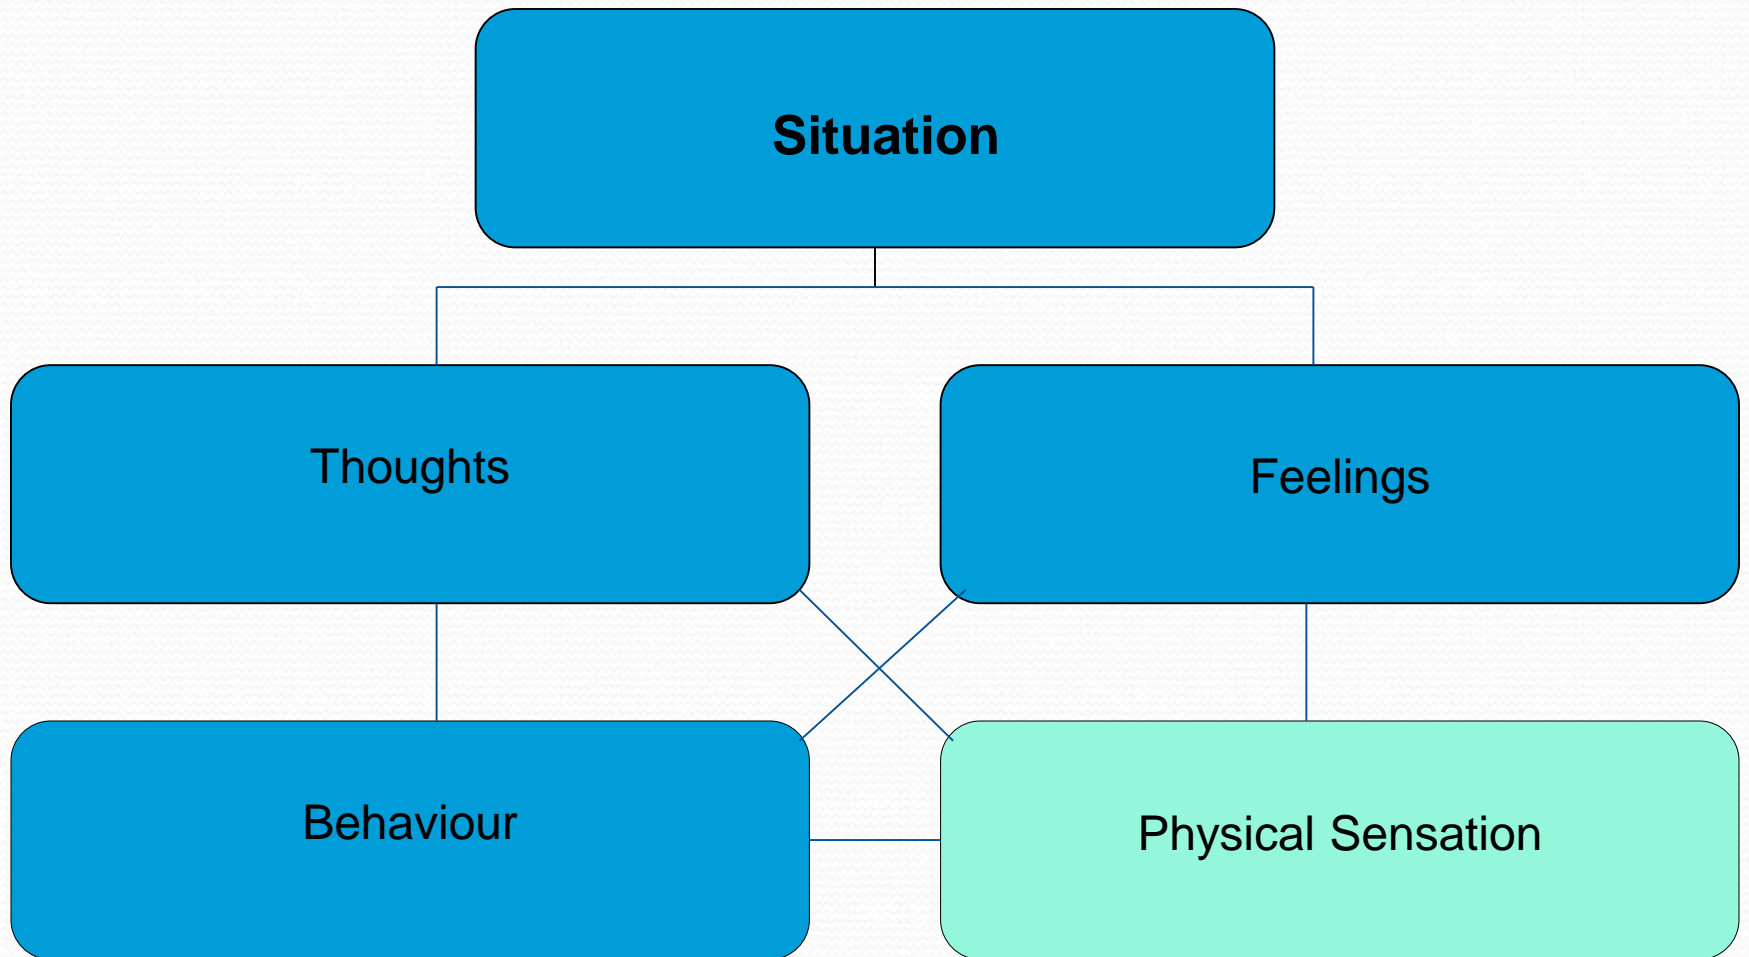 Situation
Thoughts
Feelings
Behaviour
Physical Sensation